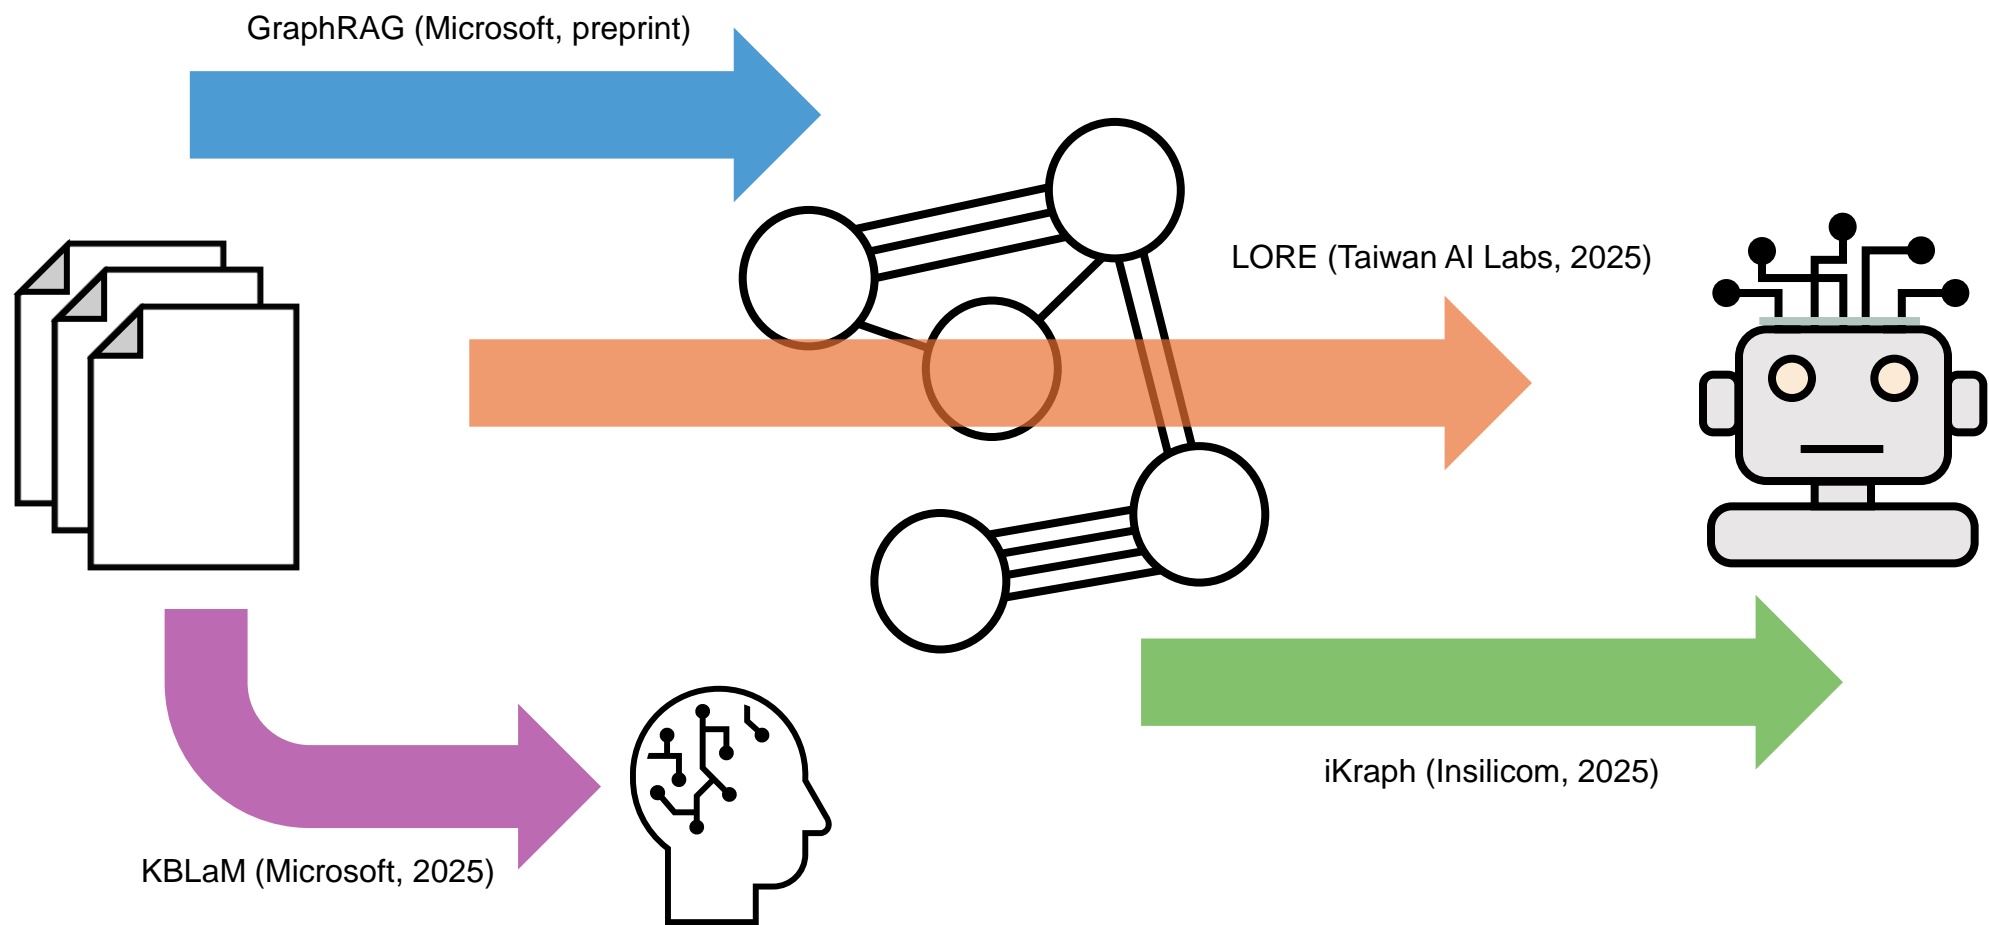 GraphRAG (Microsoft, preprint)
LORE (Taiwan AI Labs, 2025)
iKraph (Insilicom, 2025)
KBLaM (Microsoft, 2025)